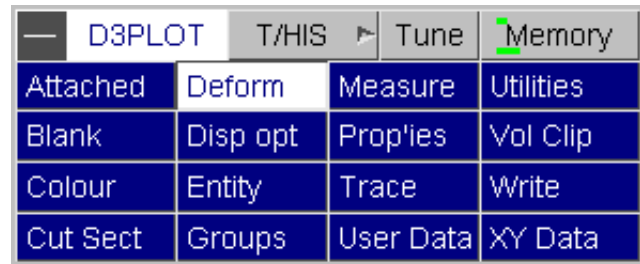 D3PLOT T/HIS Tune Memory
Attached Deform Measure Utilities
Blank Disp opt Prop'ies Vol Clip
Colour Entity Trace Write
Cut Sect Groups User Data XY Data